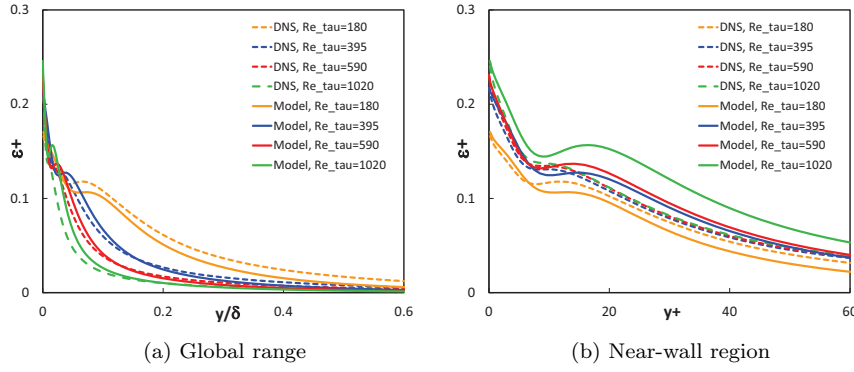 0.3
0.2
0.1
0
ε+
0
0.2
0.4
0.6
y/δ
DNS, Re_tau=180
DNS, Re_tau=395
DNS, Re_tau=590
DNS, Re_tau=1020
Model, Re_tau=180
Model, Re_tau=395
Model, Re_tau=590
Model, Re_tau=1020
(a) Global range
0.3
0.2
0.1
0
ε+
0
20
40
60
y+
DNS, Re_tau=180
DNS, Re_tau=395
DNS, Re_tau=590
DNS, Re_tau=1020
Model, Re_tau=180
Model, Re_tau=395
Model, Re_tau=590
Model, Re_tau=1020
(b) Near-wall region